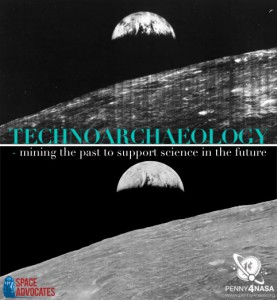 TECHNOARCHAEOLOGY
- mining the past to support science in the future
SPACE
ADVOCATES
PENNY4NASA